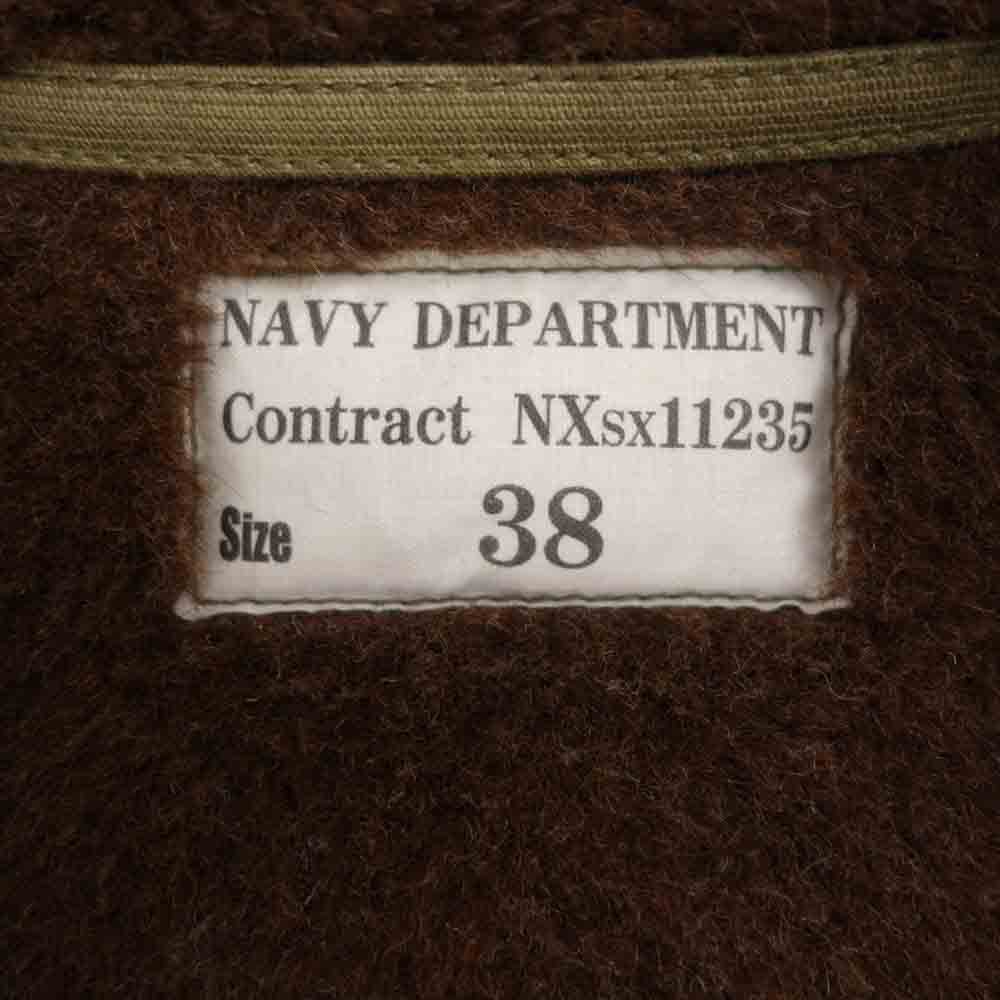 NAVY DEPARTMENT
Contract NXsx11235
Size 38